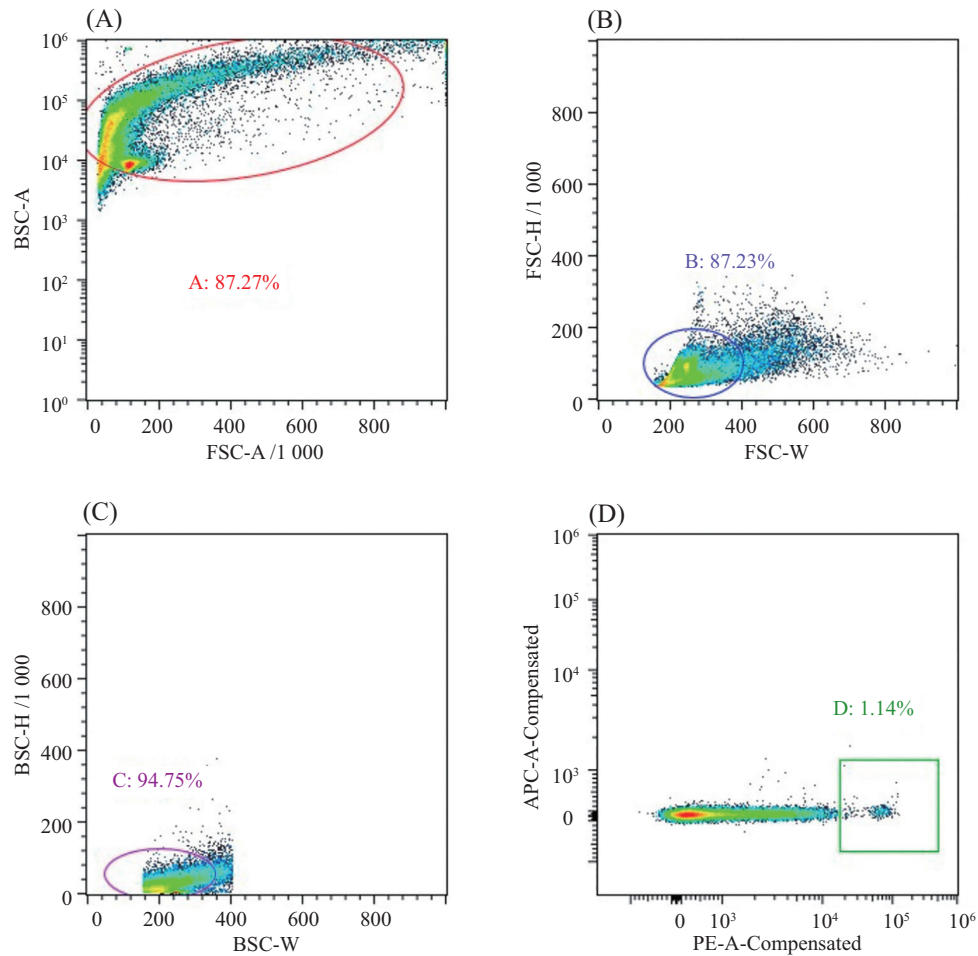 (A)
10⁶
10⁵
10⁴
10³
10²
10¹
10⁰
BSC-A
A: 87.27%
0 200 400 600 800
FSC-A /1 000
(B)
800
600
400
200
0
FSC-H /1 000
B: 87.23%
0 200 400 600 800
FSC-W
(C)
800
600
400
200
0
BSC-H /1 000
C: 94.75%
0 200 400 600 800
BSC-W
(D)
10⁶
10⁵
10⁴
10³
0
APC-A-Compensated
D: 1.14%
0 10³ 10⁴ 10⁵ 10⁶
PE-A-Compensated